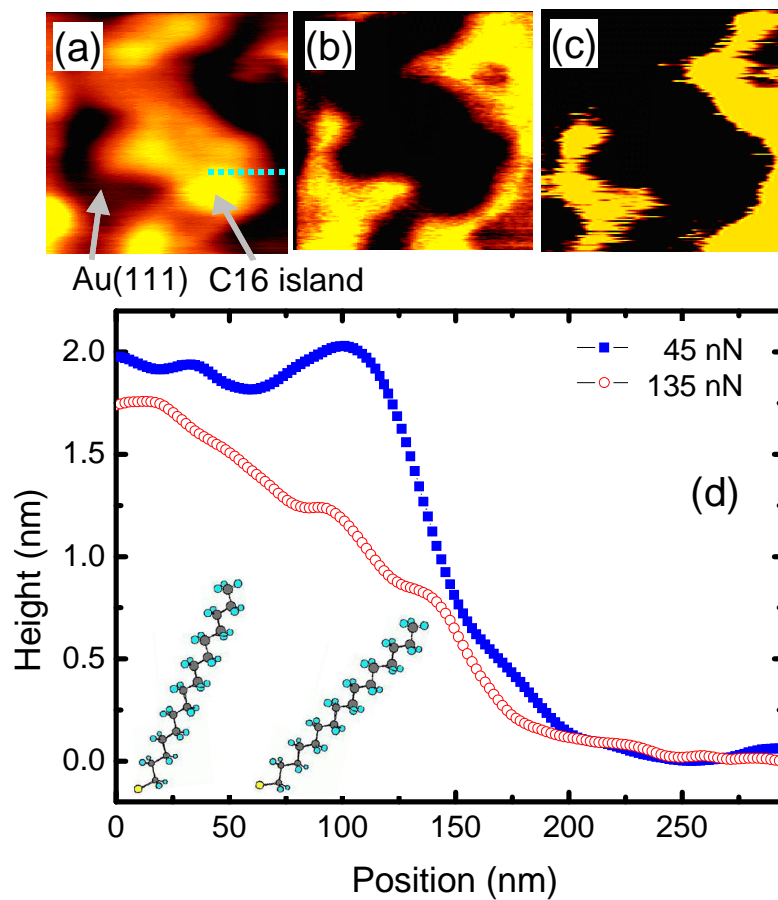 (a) (b) (c)
Au(111) C16 island
2.0
1.5
1.0
0.5
0.0
Height (nm)
45 nN
135 nN
(d)
0 50 100 150 200 250
Position (nm)